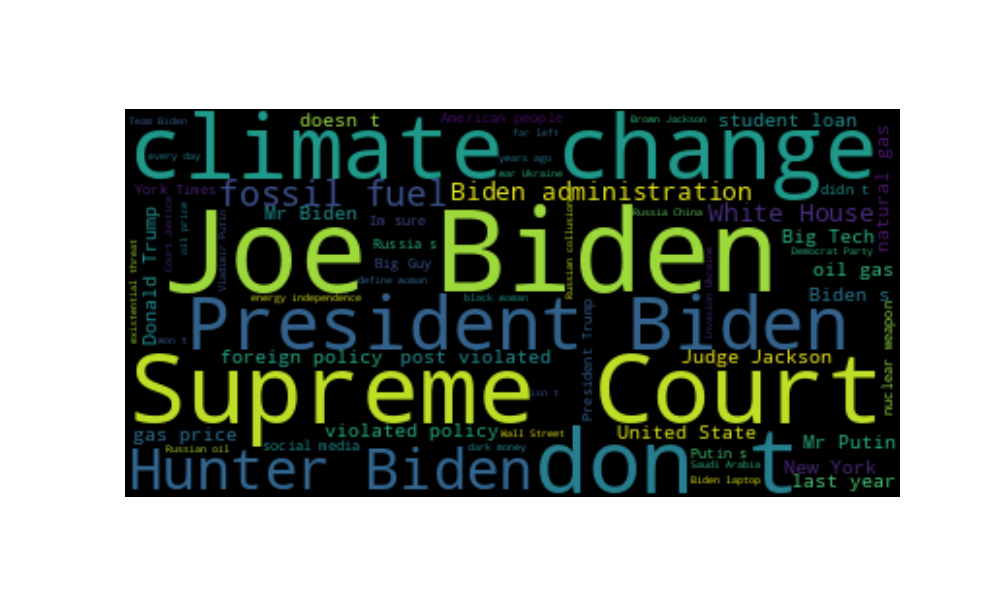 Team Biden
doesn t
American people
Brown Jackson
student loan
climate change
far left
every day
years ago
war Ukraine
natural gas
York Times
fossil fuel
Biden administration
didn t
Mr Biden
Im sure
Russia China
White House
Court Justice
oil price
Vladimir Putin
Donald Trump
existential threat
Joe Biden
Russia s
Big Guy
define woman
Russian collusion
Big Tech
Democrat Party
oil gas
energy independence
black woman
invasion Ukraine
Biden s
President Biden
won t
President Trump
nuclear weapon
foreign policy
post violated
Judge Jackson
Supreme Court
isn t
gas price
violated policy
Wall Street
United State
Russian oil
social media
dark money
Mr Putin
Hunter Biden
don t
Putin s
Saudi Arabia
New York
Biden laptop
last year